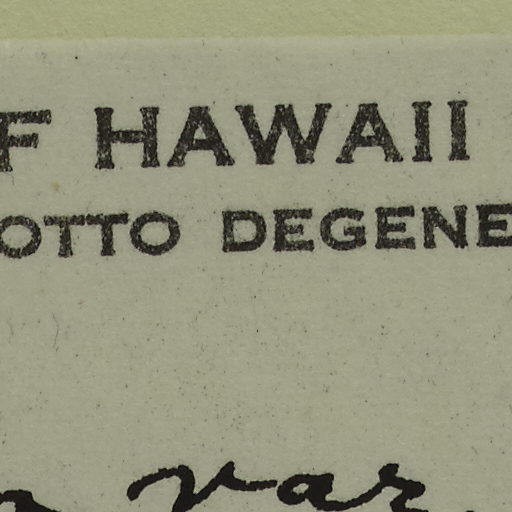 F HAWAII
OTTO DEGENE
var.